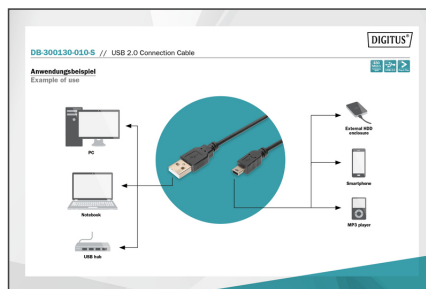 DIGITUS®
DB-300130-010-S // USB 2.0 Connection Cable
Anwendungsbeispiel
Example of use
PC
Notebook
USB hub
External HDD
enclosure
Smartphone
MP3 player